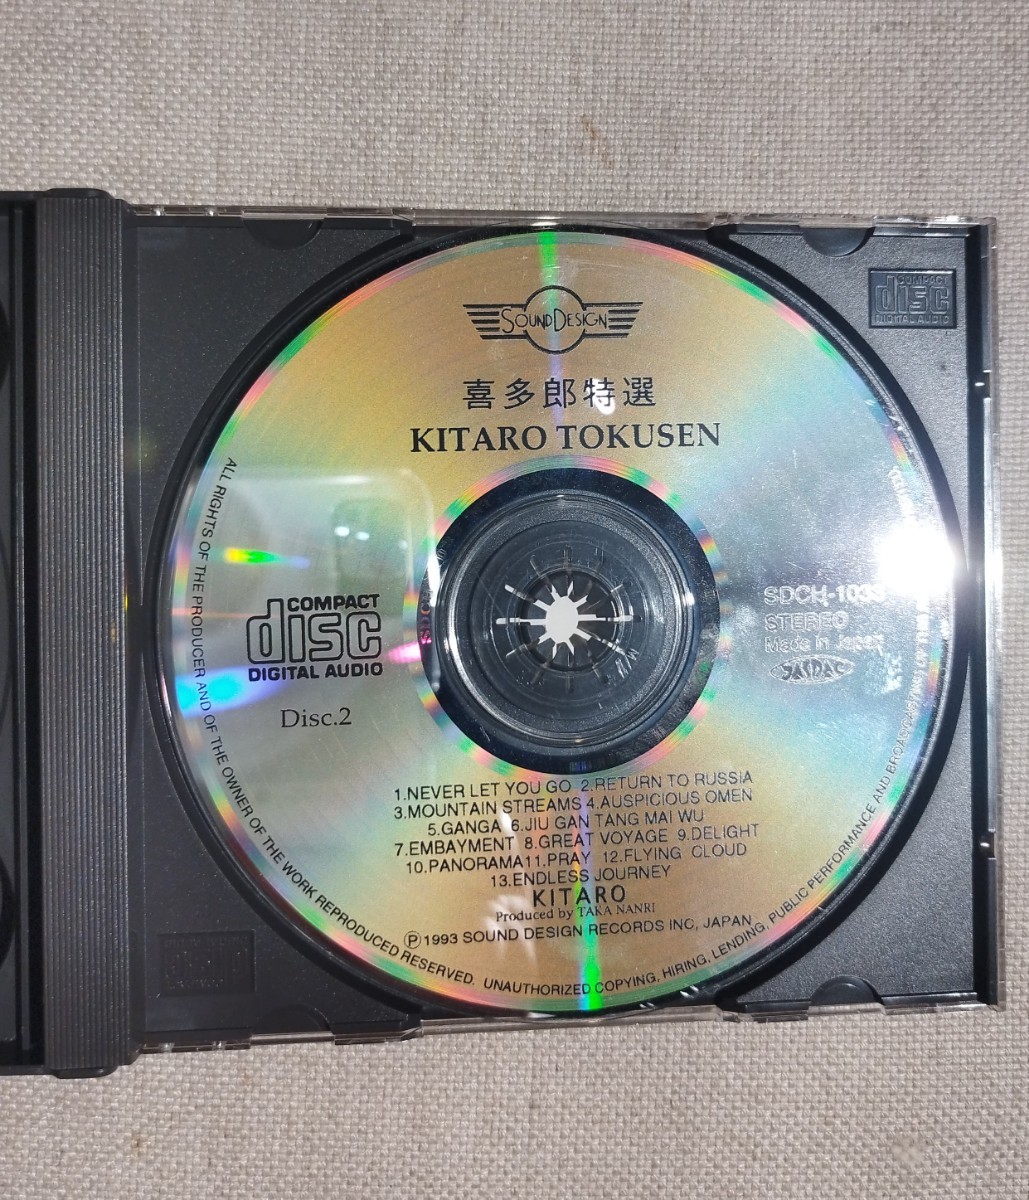 SOUND DESIGN
喜多郎特選
KITARO TOKUSEN
COMPACT
disc
DIGITAL AUDIO
COMPACT
disc
DIGITAL AUDIO
Disc.2
STEREO
Made in Japan
JASRAC
1.NEVER LET YOU GO 2.RETURN TO RUSSIA
3.MOUNTAIN STREAMS 4.AUSPICIOUS OMEN
5.GANGA 6.JIU GAN TANG MAI WU
7.EMBAYMENT 8.GREAT VOYAGE 9.DELIGHT
10.PANORAMA 11.PRAY 12.FLYING CLOUD
13.ENDLESS JOURNEY
KITARO
Produced by TAKA NANRI
Ⓟ1993 SOUND DESIGN RECORDS INC, JAPAN
ALL RIGHTS OF THE PRODUCER AND OF THE OWNER OF THE WORK REPRODUCED RESERVED. UNAUTHORIZED COPYING, HIRING, LENDING, PUBLIC PERFORMANCE AND